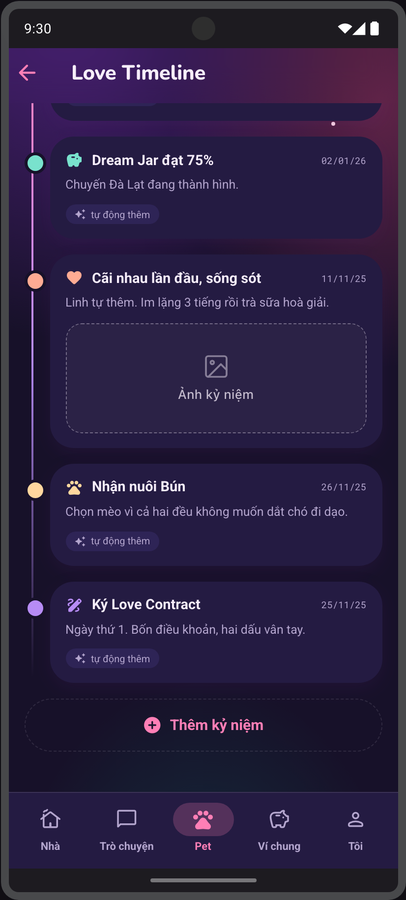 9:30
Love Timeline
Dream Jar đạt 75%
02/01/26
Chuyến Đà Lạt đang thành hình.
tự động thêm
Cãi nhau lần đầu, sống sót
11/11/25
Linh tự thêm. Im lặng 3 tiếng rồi trà sữa hoà giải.
Ảnh kỷ niệm
Nhận nuôi Bún
26/11/25
Chọn mèo vì cả hai đều không muốn dắt chó đi dạo.
tự động thêm
Ký Love Contract
25/11/25
Ngày thứ 1. Bốn điều khoản, hai dấu vân tay.
tự động thêm
Thêm kỷ niệm
Nhà
Trò chuyện
Pet
Ví chung
Tôi